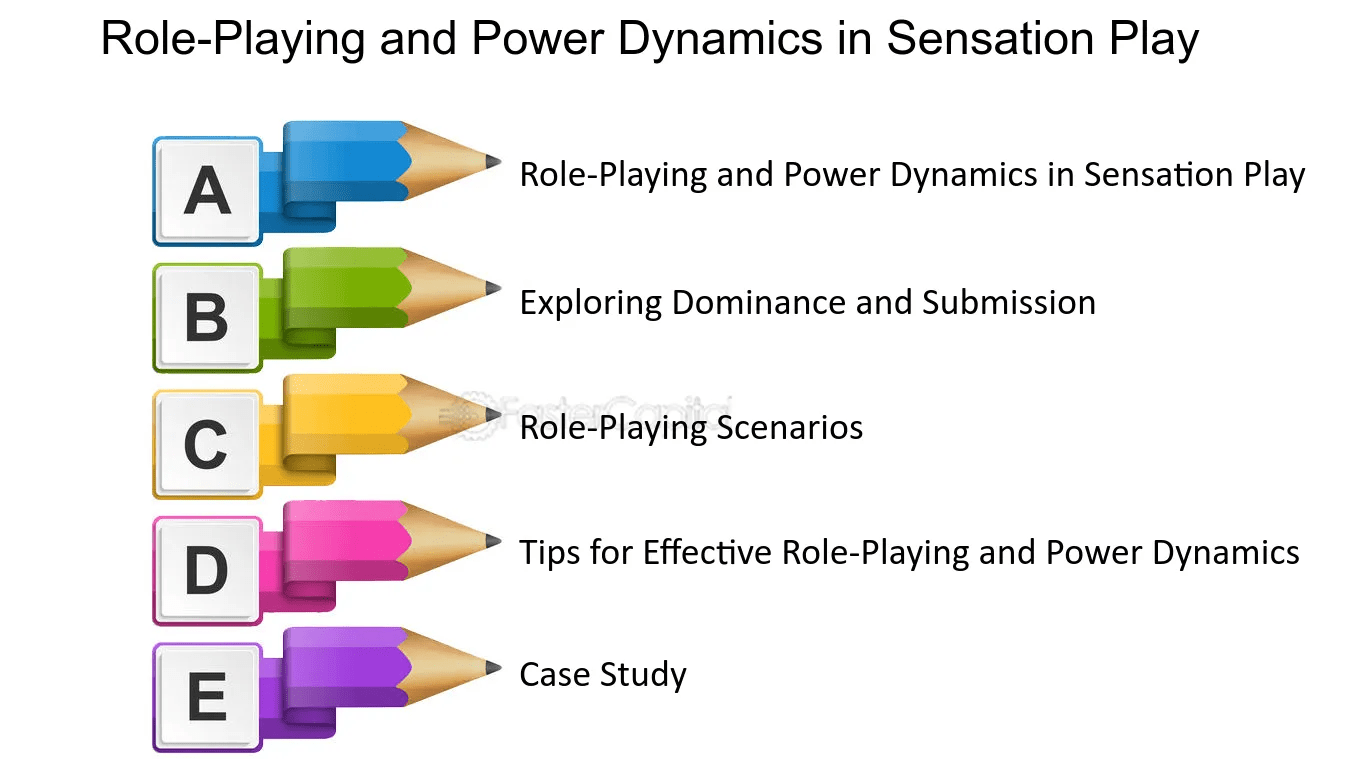 Role-Playing and Power Dynamics in Sensation Play
A
Role-Playing and Power Dynamics in Sensation Play
B
Exploring Dominance and Submission
C
FasterCapital
Role-Playing Scenarios
D
Tips for Effective Role-Playing and Power Dynamics
E
Case Study